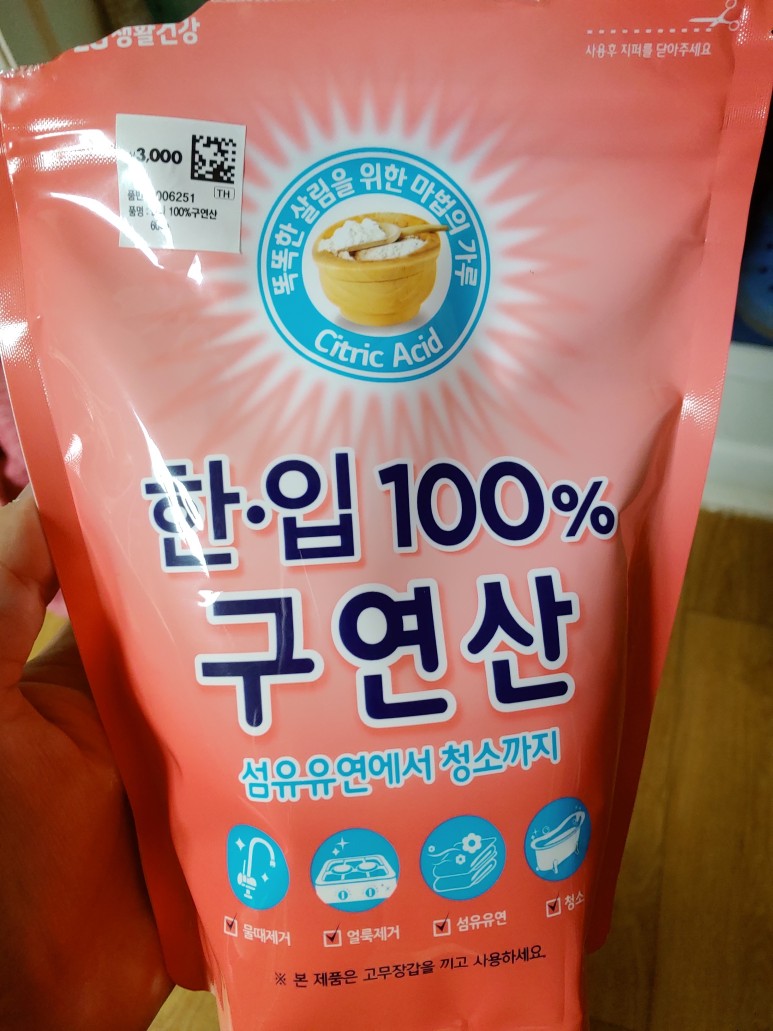 생활건강
사용후 지퍼를 닫아주세요
3,000
006251
TH
품명 : 100%구연산
똑똑한 살림을 위한 마법의 가루
Citric Acid
한·입 100%
구연산
섬유유연에서 청소까지
물때제거
얼룩제거
섬유유연
청소
※ 본 제품은 고무장갑을 끼고 사용하세요.